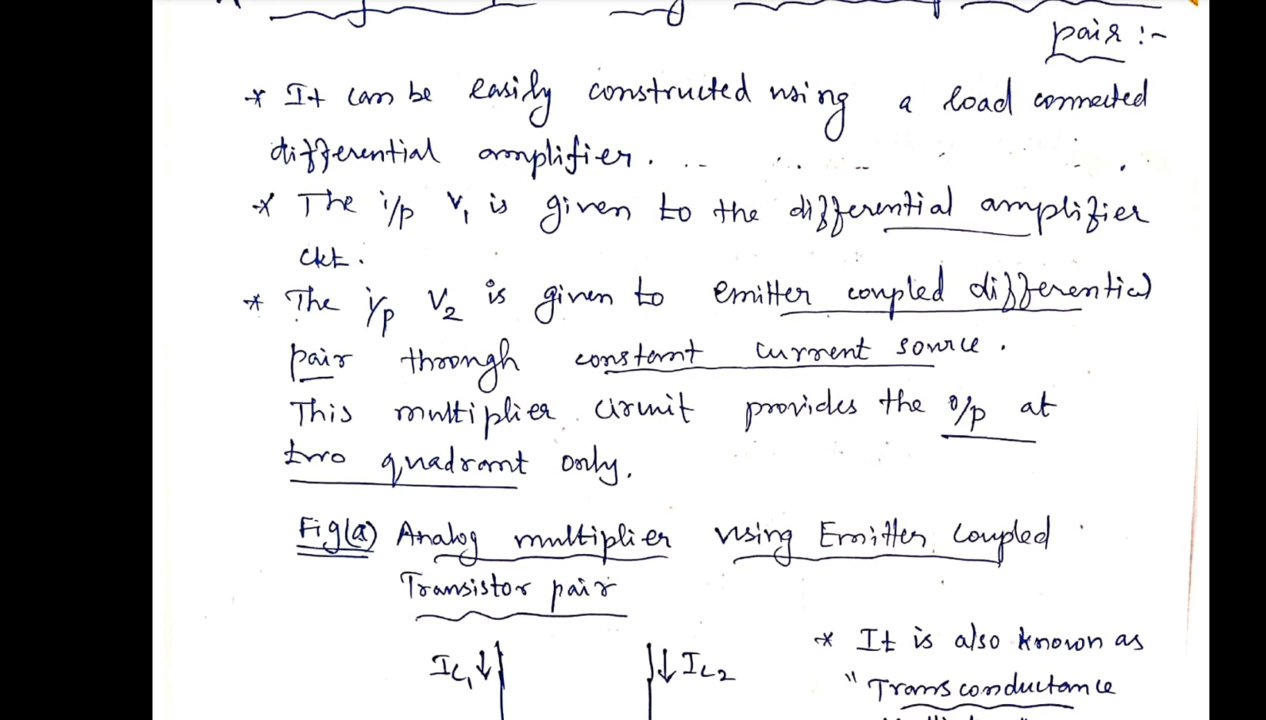 pair :-
* It can be easily constructed using a load connected
differential amplifier.
* The i/p V₁ is given to the differential amplifier
ckt.
* The i/p V₂ is given to emitter coupled differential
pair through constant current source.
This multiplier circuit provides the o/p at
two quadrant only.
Fig(a) Analog multiplier using Emitter Coupled
Transistor pair
IC₁↓ ↓IC₂
* It is also known as
"Transconductance